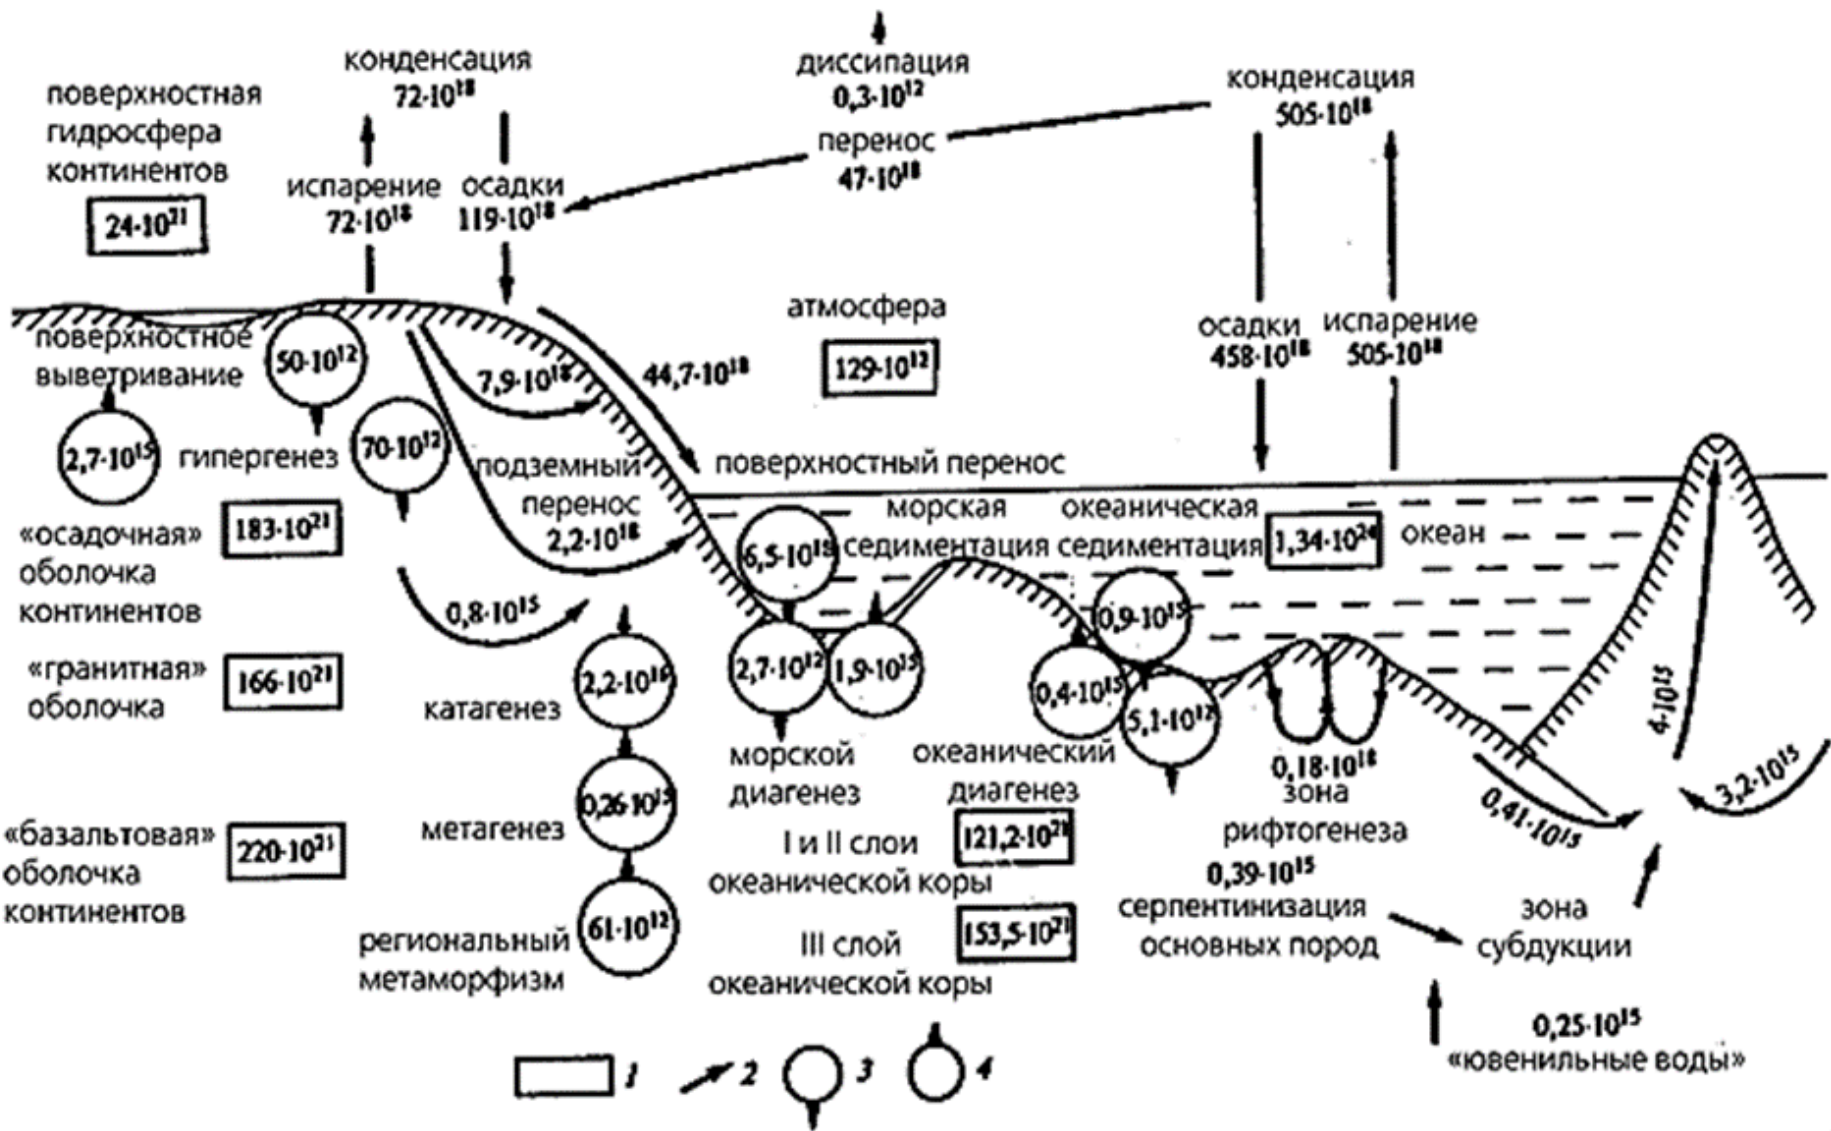 поверхностная
гидросфера
континентов
24·10²¹
конденсация
72·10¹⁸
испарение
72·10¹⁸
осадки
119·10¹⁸
диссипация
0,3·10¹²
перенос
47·10¹⁸
конденсация
505·10¹⁸
атмосфера
129·10¹²
осадки
458·10¹⁸
испарение
505·10¹⁸
поверхностное
выветривание
50·10¹²
7,9·10¹⁸
44,7·10¹⁸
2,7·10¹⁵
гипергенез
70·10¹²
подземный
перенос
2,2·10¹⁸
поверхностный перенос
«осадочная»
оболочка
континентов
183·10²¹
0,8·10¹⁵
6,5·10¹⁸
морская
седиментация
океаническая
седиментация
1,34·10²⁴
океан
0,9·10¹⁵
«гранитная»
оболочка
166·10²¹
катагенез
2,2·10¹⁶
2,7·10¹²
1,9·10¹⁵
0,4·10¹⁵
5,1·10¹²
4·10¹⁵
3,2·10¹⁵
0,41·10¹⁵
морской
диагенез
океанический
диагенез
0,18·10¹⁸
зона
рифтогенеза
0,39·10¹⁵
серпентинизация
основных пород
«базальтовая»
оболочка
континентов
220·10²¹
метагенез
0,26·10¹⁵
I и II слои
океанической коры
121,2·10²¹
региональный
метаморфизм
61·10¹²
III слой
океанической коры
153,5·10²¹
зона
субдукции
0,25·10¹⁵
«ювенильные воды»
1
2
3
4